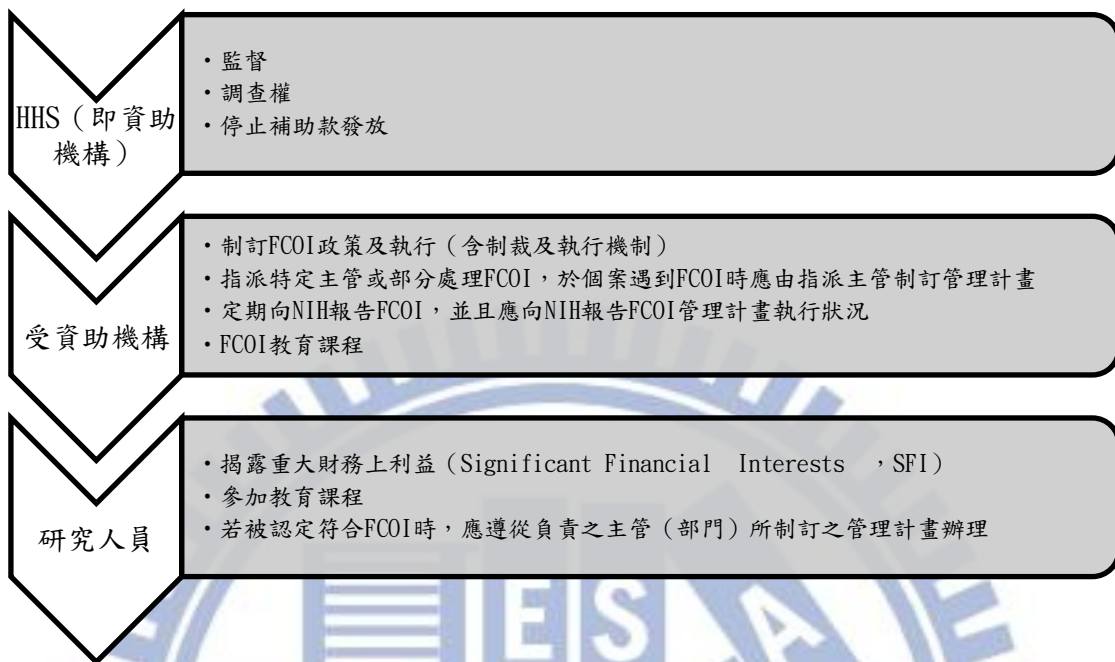 HHS（即資助
機構）
・監督
・調查權
・停止補助款發放
受資助機構
・制訂FCOI政策及執行（含制裁及執行機制）
・指派特定主管或部分處理FCOI，於個案遇到FCOI時應由指派主管制訂管理計畫
・定期向NIH報告FCOI，並且應向NIH報告FCOI管理計畫執行狀況
・FCOI教育課程
研究人員
・揭露重大財務上利益（Significant Financial Interests ，SFI）
・參加教育課程
・若被認定符合FCOI時，應遵從負責之主管（部門）所制訂之管理計畫辦理
ESA